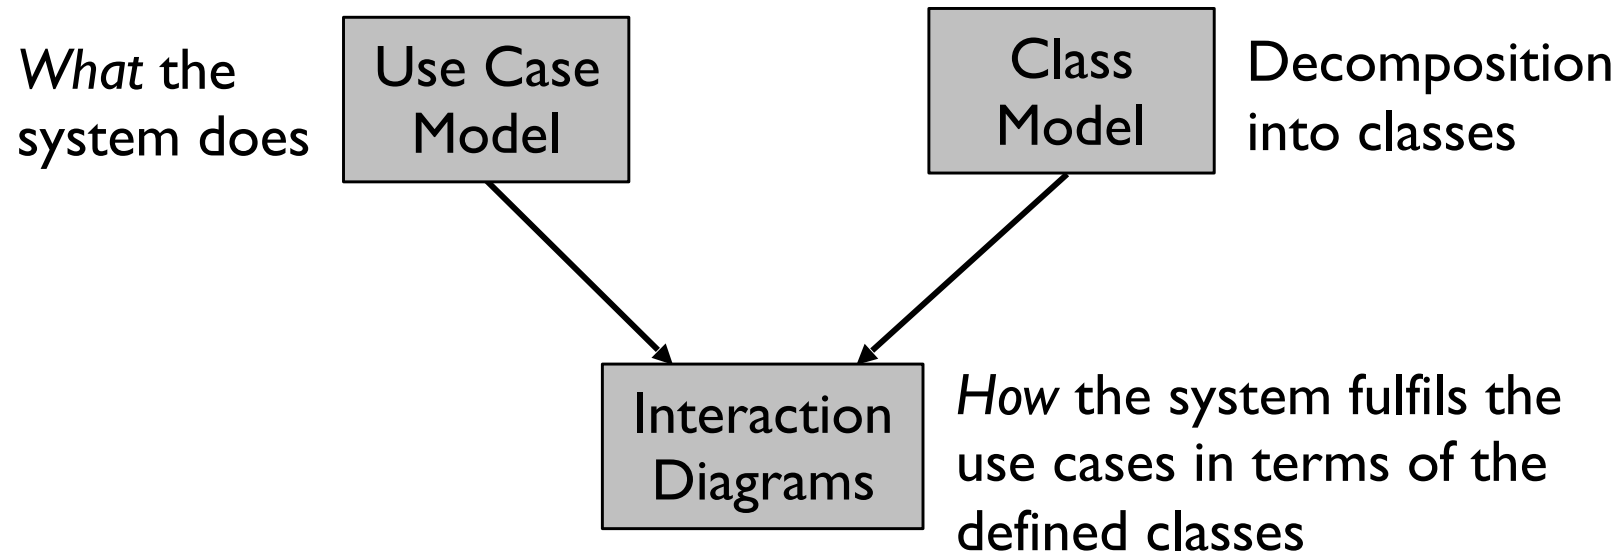 What the
system does
Use Case
Model
Class
Model
Decomposition
into classes
Interaction
Diagrams
How the system fulfils the
use cases in terms of the
defined classes